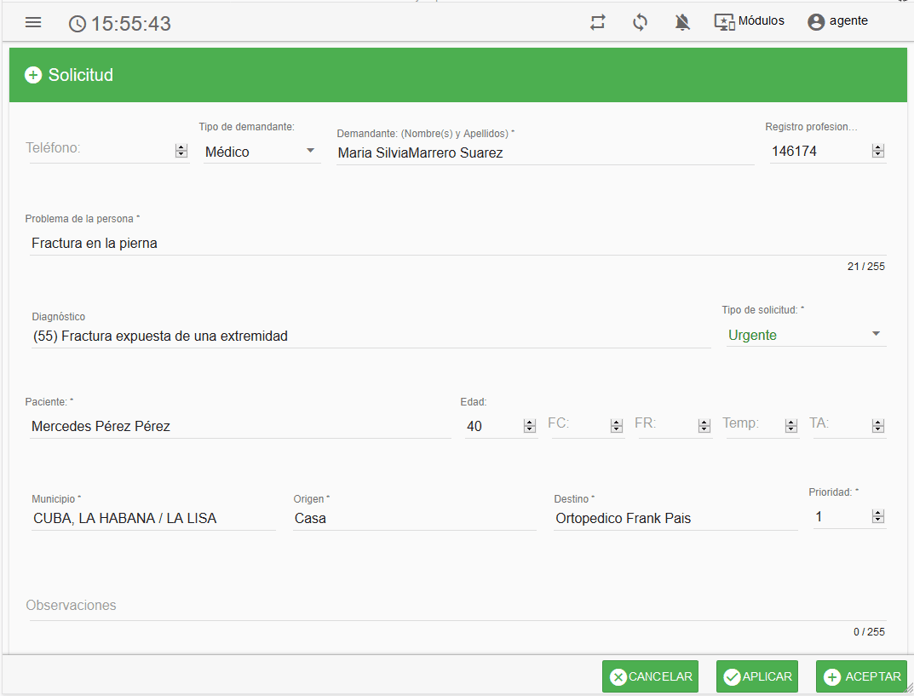 15:55:43
Módulos
agente
Solicitud
Teléfono:
Tipo de demandante:
Médico
Demandante: (Nombre(s) y Apellidos) *
Maria SilviaMarrero Suarez
Registro profesion...
146174
Problema de la persona *
Fractura en la pierna
21 / 255
Diagnóstico
(55) Fractura expuesta de una extremidad
Tipo de solicitud: *
Urgente
Paciente: *
Mercedes Pérez Pérez
Edad:
40
FC:
FR:
Temp:
TA:
Municipio *
CUBA, LA HABANA / LA LISA
Origen *
Casa
Destino *
Ortopedico Frank Pais
Prioridad: *
1
Observaciones
0 / 255
CANCELAR
APLICAR
ACEPTAR